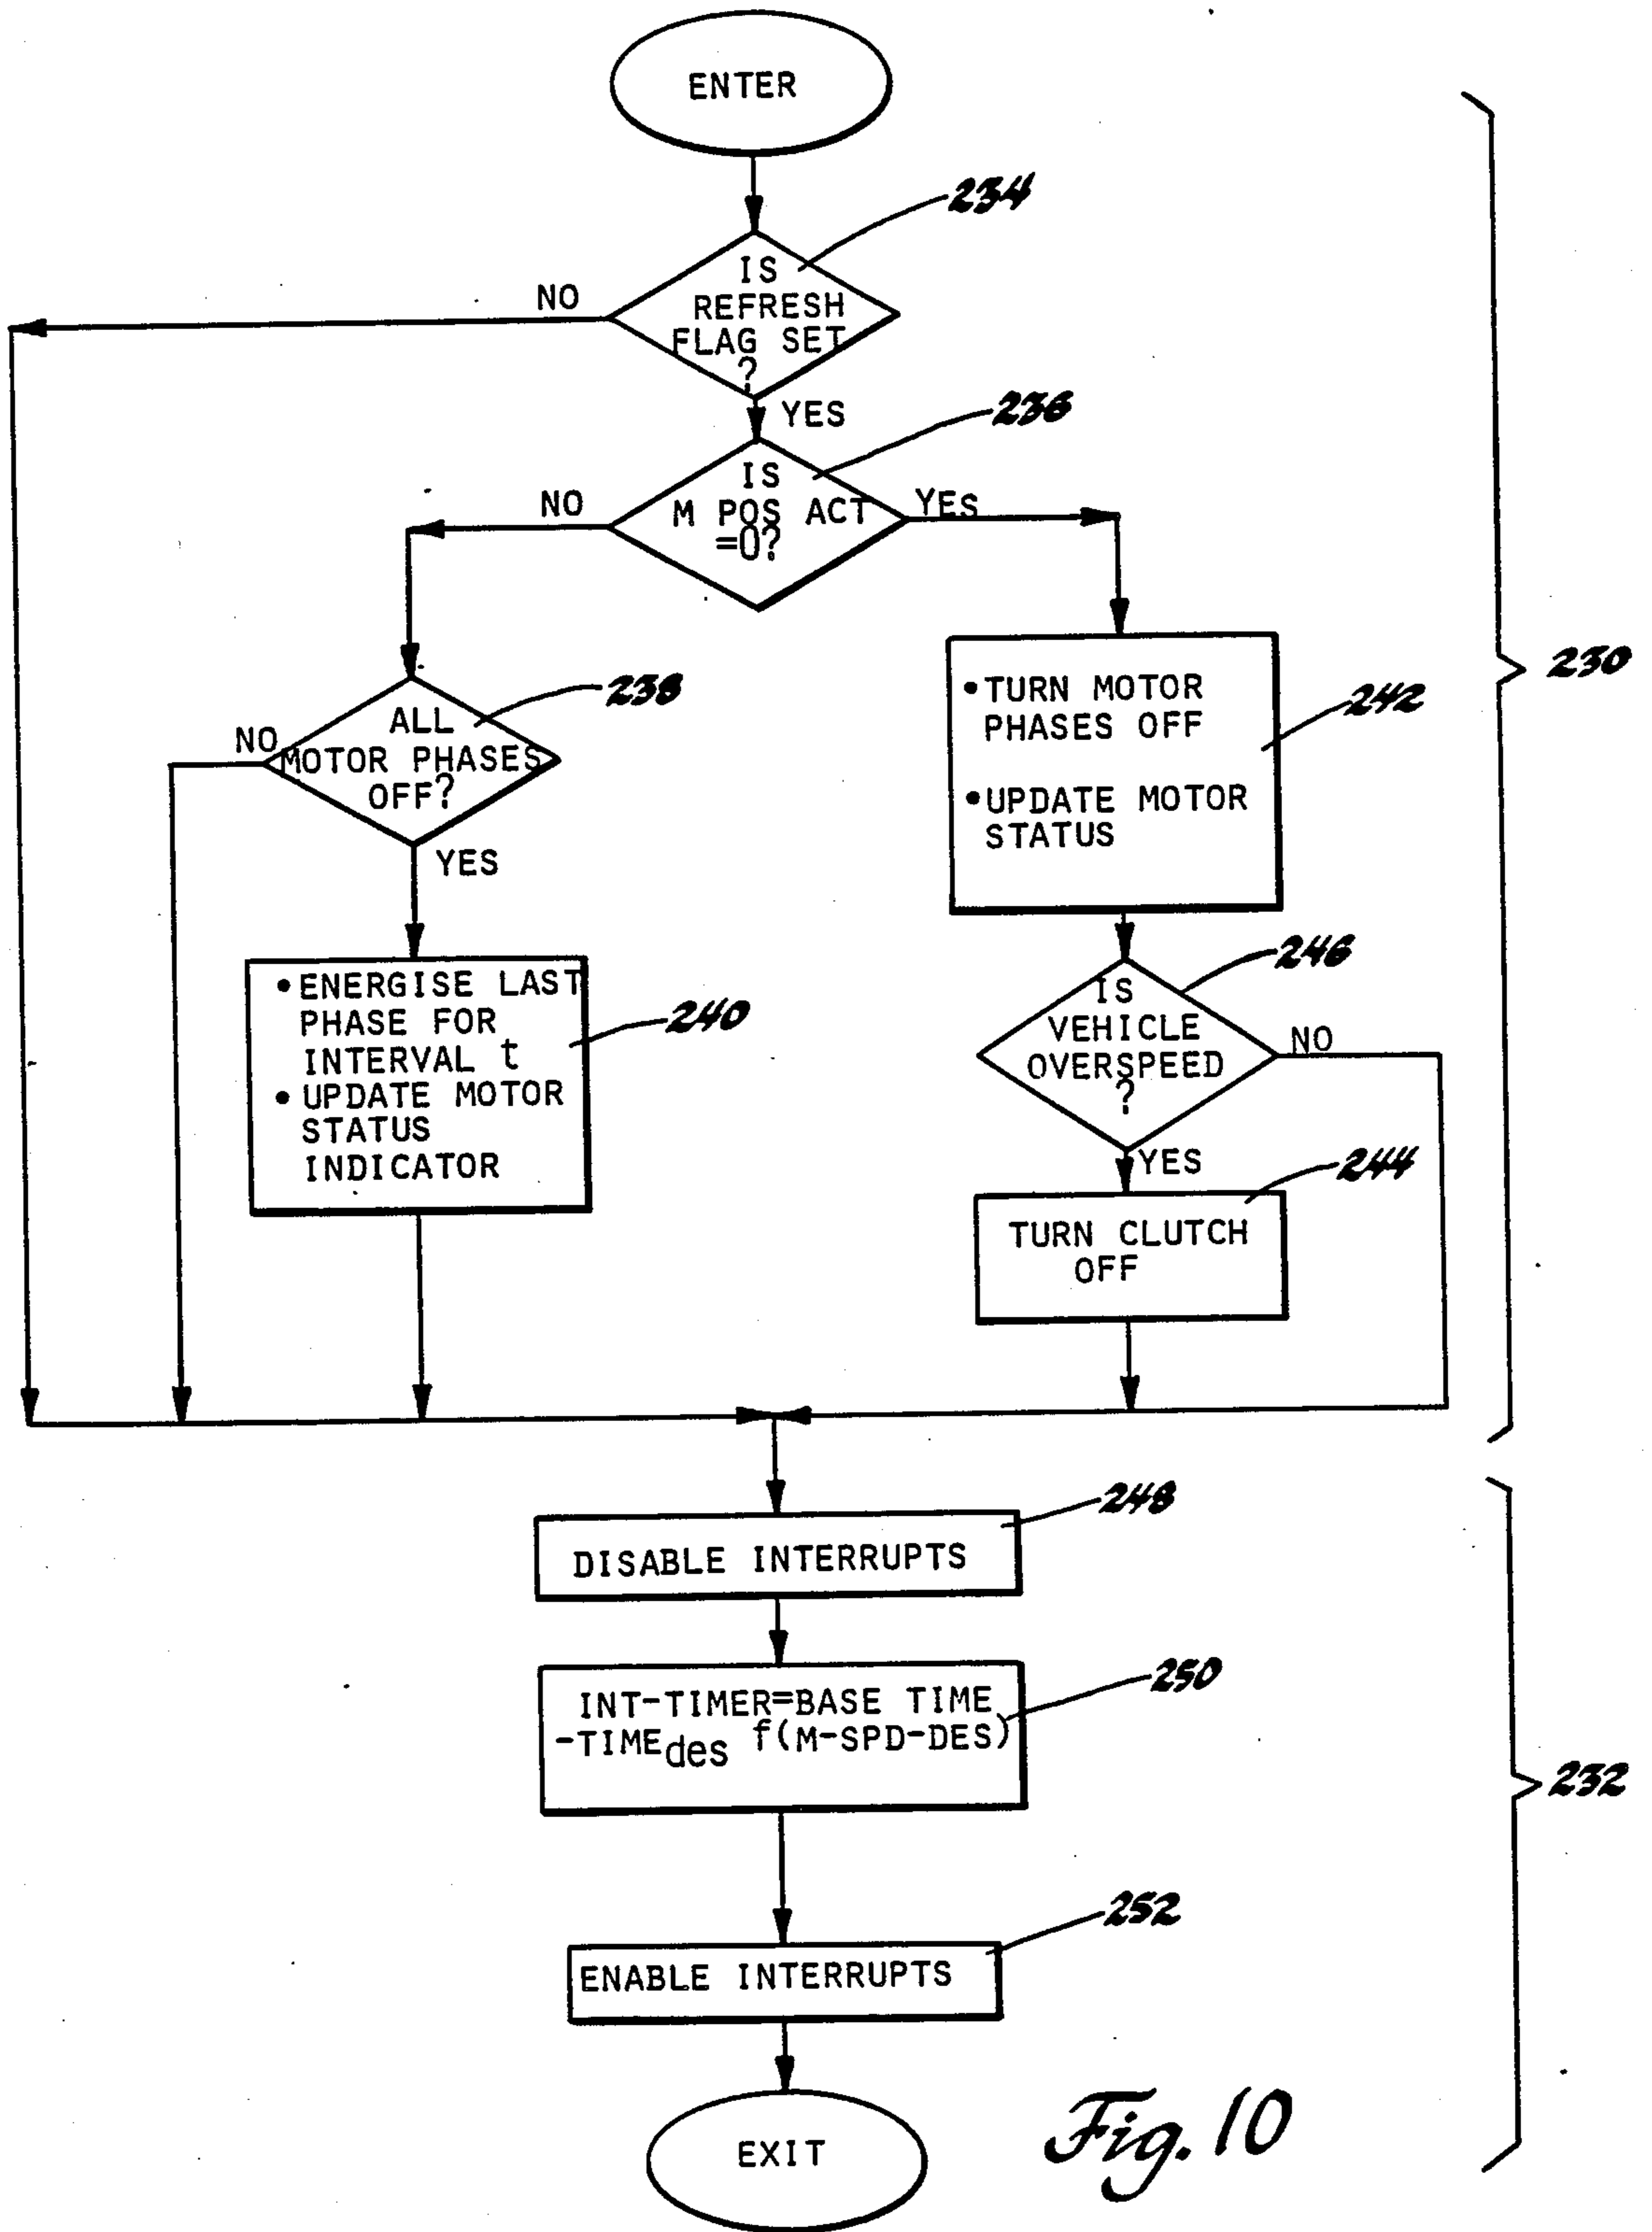 ENTER
234
IS
REFRESH
FLAG SET
?
NO
YES
236
IS
M POS ACT
=0?
NO
YES
230
238
ALL
MOTOR PHASES
OFF?
NO
YES
•TURN MOTOR
PHASES OFF
•UPDATE MOTOR
STATUS
242
•ENERGISE LAST
PHASE FOR
INTERVAL t
•UPDATE MOTOR
STATUS
INDICATOR
240
246
IS
VEHICLE
OVERSPEED
?
NO
YES
244
TURN CLUTCH
OFF
248
DISABLE INTERRUPTS
250
INT-TIMER=BASE TIME
-TIMEdes f(M-SPD-DES)
232
252
ENABLE INTERRUPTS
EXIT
Fig. 10